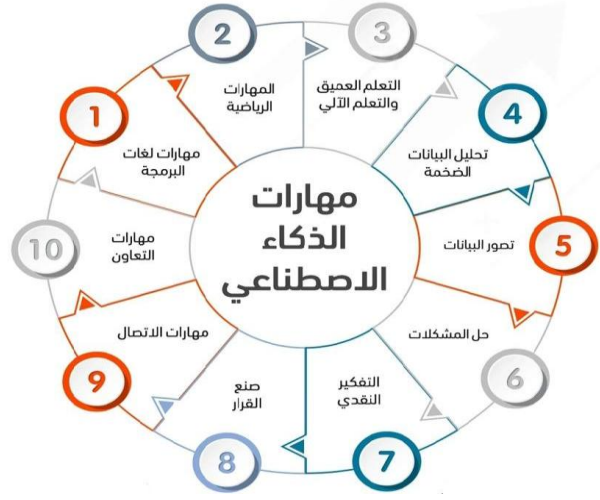 مهارات
الذكاء
الاصطناعي
1
مهارات لغات
البرمجة
2
المهارات
الرياضية
3
التعلم العميق
والتعلم الآلي
4
تحليل البيانات
الضخمة
5
تصور البيانات
6
حل المشكلات
7
التفكير
النقدي
8
صنع
القرار
9
مهارات الاتصال
10
مهارات
التعاون